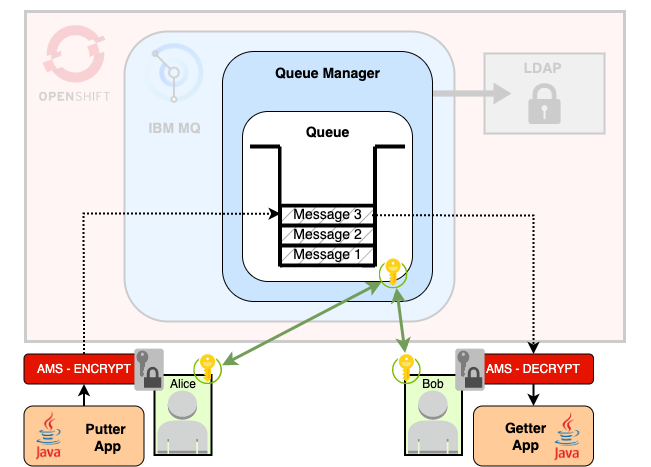 OPENSHIFT
IBM MQ
Queue Manager
LDAP
Queue
Message 3
Message 2
Message 1
AMS - ENCRYPT
Alice
Bob
AMS - DECRYPT
Java
Putter
App
Getter
App
Java